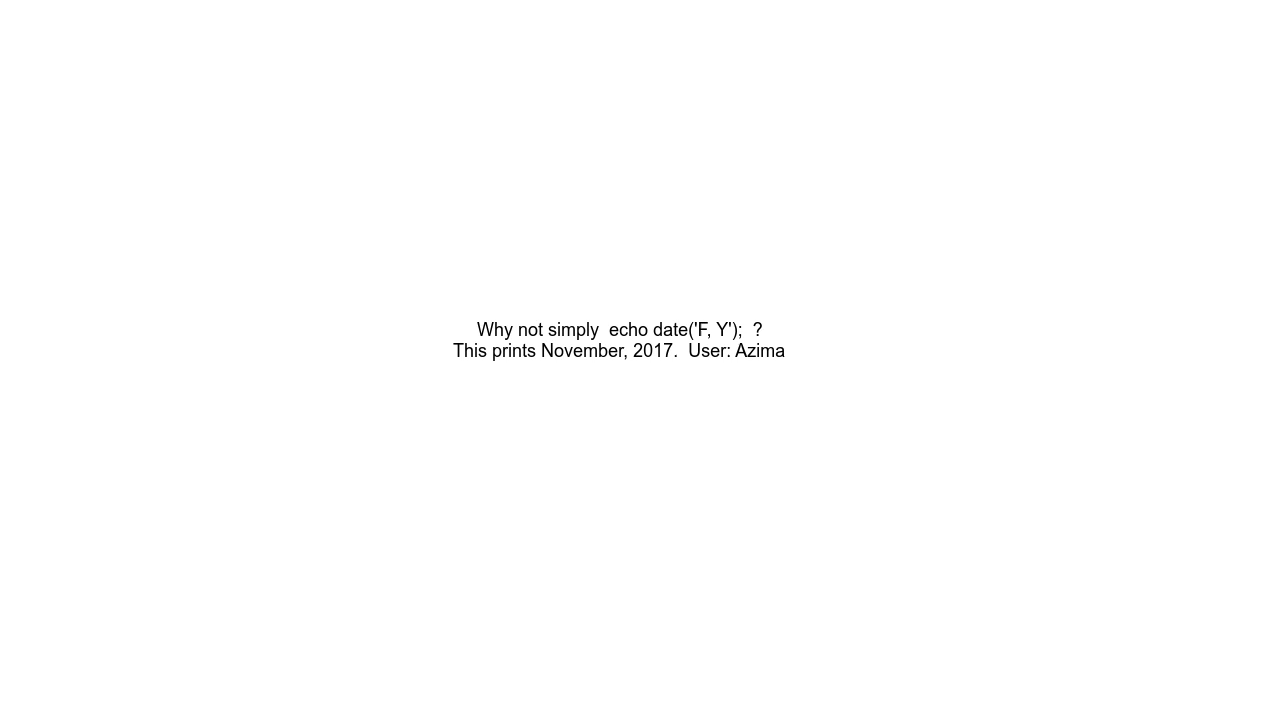 Why not simply  echo date('F, Y');  ?
This prints November, 2017.  User: Azima